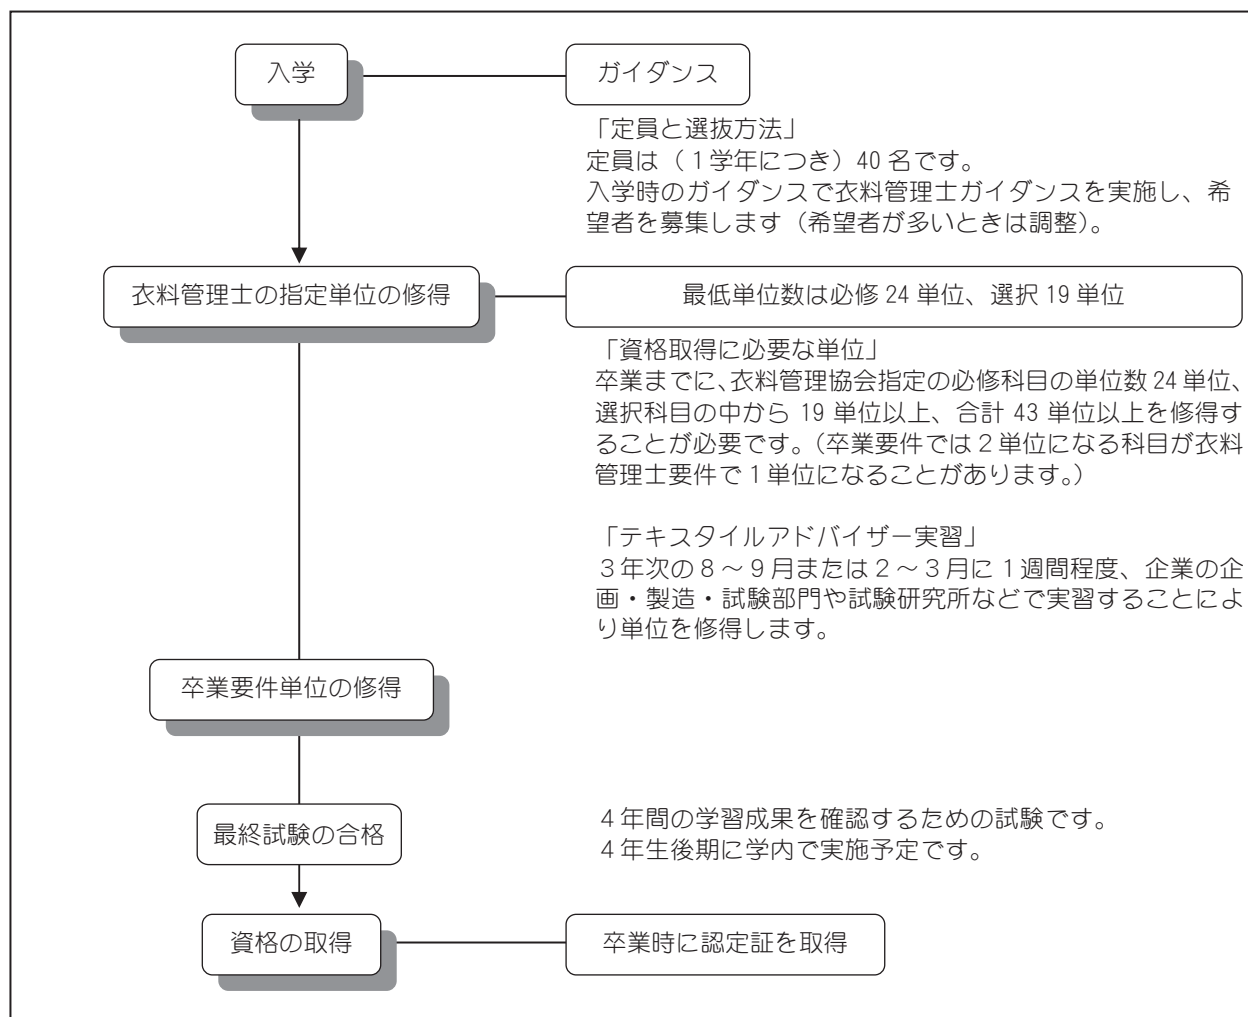 入学
ガイダンス
「定員と選抜方法」
定員は（１学年につき）40 名です。
入学時のガイダンスで衣料管理士ガイダンスを実施し、希
望者を募集します（希望者が多いときは調整）。
衣料管理士の指定単位の修得
最低単位数は必修 24 単位、選択 19 単位
「資格取得に必要な単位」
卒業までに、衣料管理協会指定の必修科目の単位数 24 単位、
選択科目の中から 19 単位以上、合計 43 単位以上を修得す
ることが必要です。（卒業要件では２単位になる科目が衣料
管理士要件で１単位になることがあります。）
「テキスタイルアドバイザー実習」
３年次の８～９月または２～３月に１週間程度、企業の企
画・製造・試験部門や試験研究所などで実習することによ
り単位を修得します。
卒業要件単位の修得
最終試験の合格
４年間の学習成果を確認するための試験です。
４年生後期に学内で実施予定です。
資格の取得
卒業時に認定証を取得